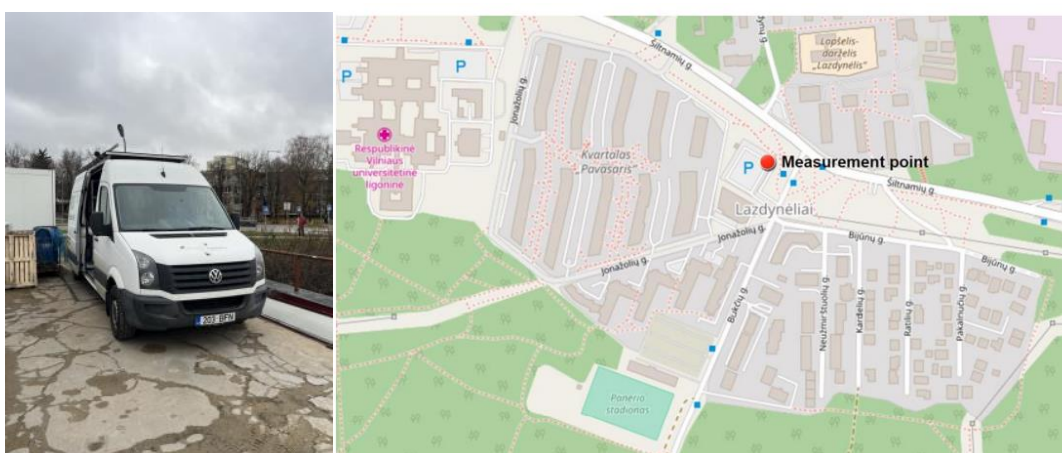 203 BFN
Šiltnamių g.
Lopšelis-
darželis
„Lazdynėlis"
P
P
Jonažolių g.
Respublikinė
Vilniaus
universitetinė
ligoninė
Kvartalas
„Pavasaris"
P
Measurement point
Šiltnamių g.
Lazdynėliai
Jonažolių g.
Bijūnų g.
Jonažolių g.
Bijūnų g.
Bukčių g.
Neužmirštuolių g.
Kardelių g.
Ratilių g.
Pakalnučių g.
Panerio
stadionas